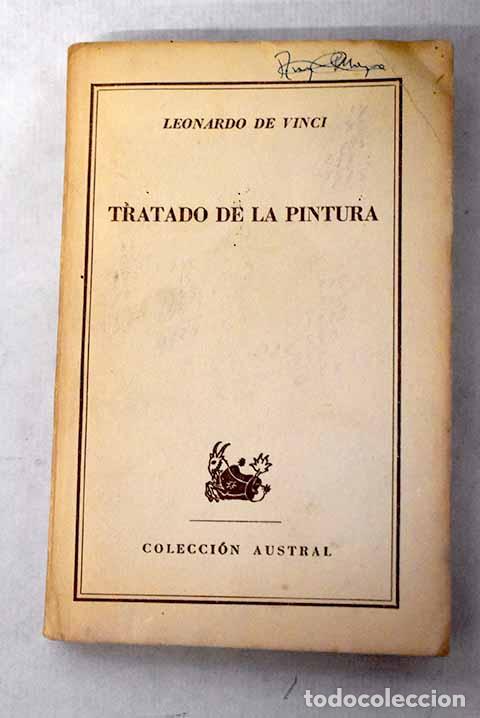 LEONARDO DE VINCI
TRATADO DE LA PINTURA
COLECCIÓN AUSTRAL
todocoleccion